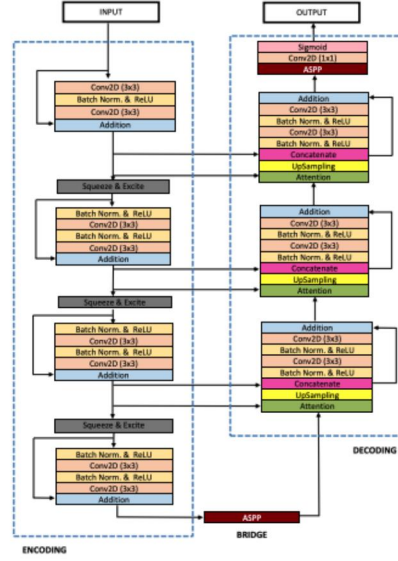 INPUT
Conv2D (3x3)
Batch Norm. & ReLU
Conv2D (3x3)
Addition
Squeeze & Excite
Batch Norm. & ReLU
Conv2D (3x3)
Batch Norm. & ReLU
Conv2D (3x3)
Addition
Squeeze & Excite
Batch Norm. & ReLU
Conv2D (3x3)
Batch Norm. & ReLU
Conv2D (3x3)
Addition
Squeeze & Excite
Batch Norm. & ReLU
Conv2D (3x3)
Batch Norm. & ReLU
Conv2D (3x3)
Addition
ENCODING
ASPP
BRIDGE
OUTPUT
Sigmoid
Conv2D (1x1)
ASPP
Addition
Conv2D (3x3)
Batch Norm. & ReLU
Conv2D (3x3)
Batch Norm. & ReLU
Concatenate
UpSampling
Attention
Addition
Conv2D (3x3)
Batch Norm. & ReLU
Conv2D (3x3)
Batch Norm. & ReLU
Concatenate
UpSampling
Attention
Addition
Conv2D (3x3)
Batch Norm. & ReLU
Conv2D (3x3)
Batch Norm. & ReLU
Concatenate
UpSampling
Attention
DECODING